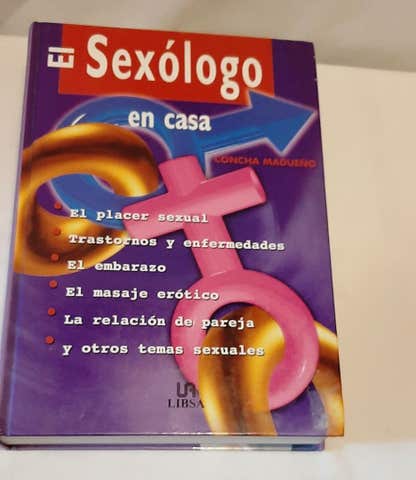 El Sexólogo
en casa
CONCHA MADUEÑO
El placer sexual
Trastornos y enfermedades
El embarazo
El masaje erótico
La relación de pareja
y otros temas sexuales
LIBSA